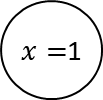 x = 1